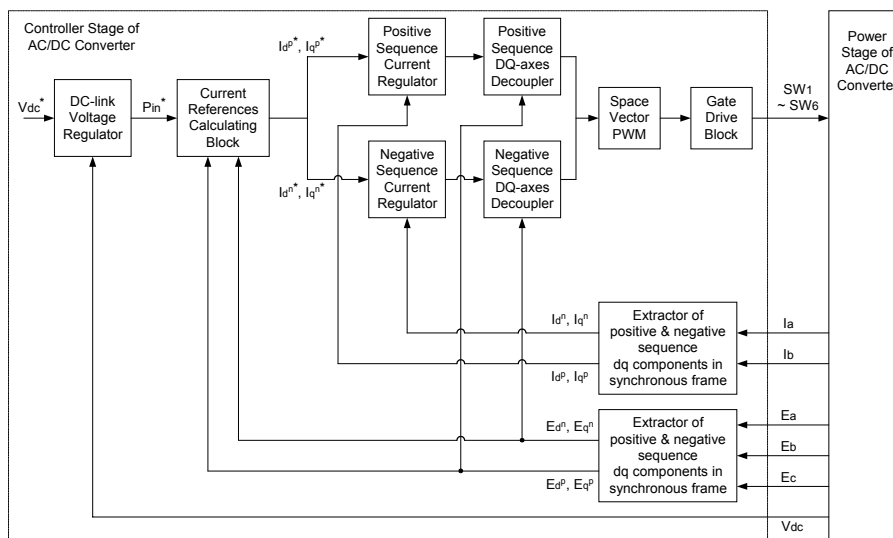 Controller Stage of
AC/DC Converter
Vdc*
DC-link
Voltage
Regulator
Pin*
Current
References
Calculating
Block
Idᵖ*, Iqᵖ*
Idⁿ*, Iqⁿ*
Positive
Sequence
Current
Regulator
Positive
Sequence
DQ-axes
Decoupler
Negative
Sequence
Current
Regulator
Negative
Sequence
DQ-axes
Decoupler
Space
Vector
PWM
Gate
Drive
Block
SW1
~ SW6
Power
Stage of
AC/DC
Converter
Idⁿ, Iqⁿ
Idᵖ, Iqᵖ
Extractor of
positive & negative
sequence
dq components in
synchronous frame
Ia
Ib
Edⁿ, Eqⁿ
Edᵖ, Eqᵖ
Extractor of
positive & negative
sequence
dq components in
synchronous frame
Ea
Eb
Ec
Vdc